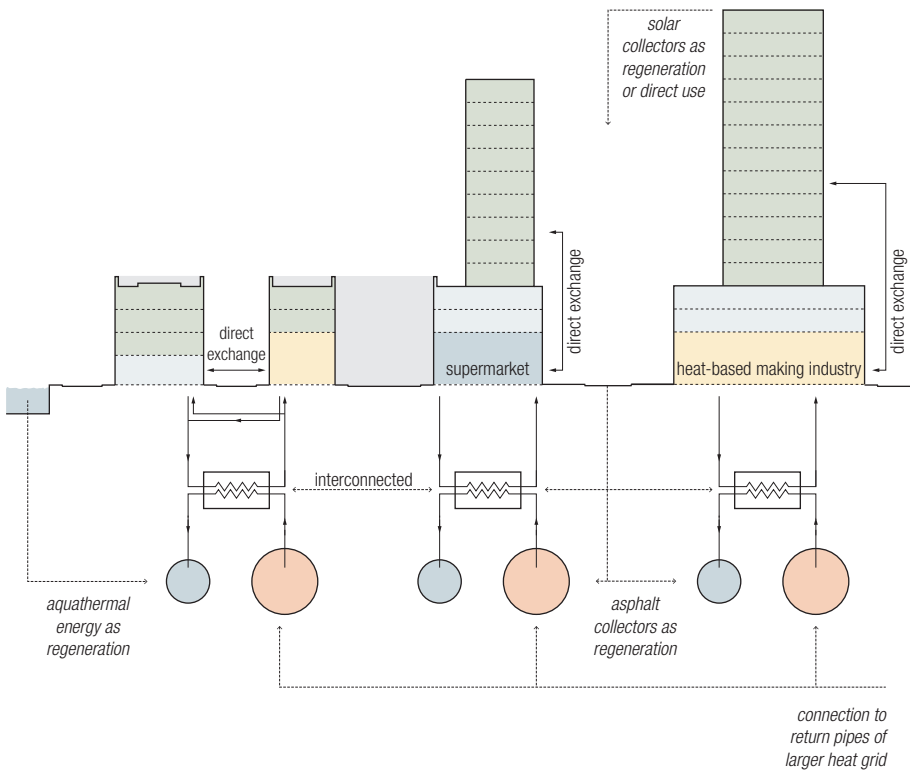 solar
collectors as
regeneration
or direct use
direct
exchange
direct exchange
direct exchange
supermarket
heat-based making industry
interconnected
aquathermal
energy as
regeneration
asphalt
collectors as
regeneration
connection to
return pipes of
larger heat grid